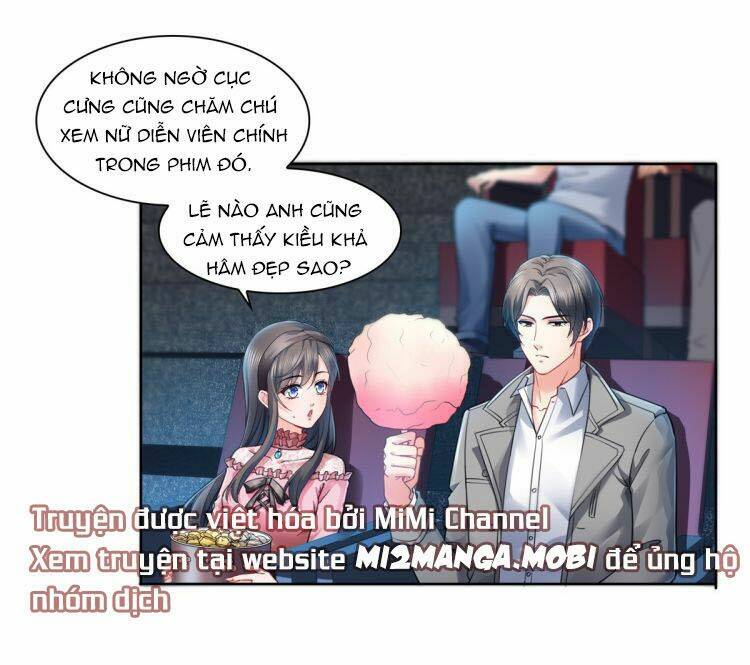 KHÔNG NGỜ CỤC
CƯNG CŨNG CHĂM CHÚ
XEM NỮ DIỄN VIÊN CHÍNH
TRONG PHIM ĐÓ.
LẼ NÀO ANH CŨNG
CẢM THẤY KIỀU KHẢ
HÂM ĐẸP SAO?
Truyện được việt hóa bởi MiMi Channel
Xem truyện tại website MI2MANGA.MOBI để ủng hộ
nhóm dịch